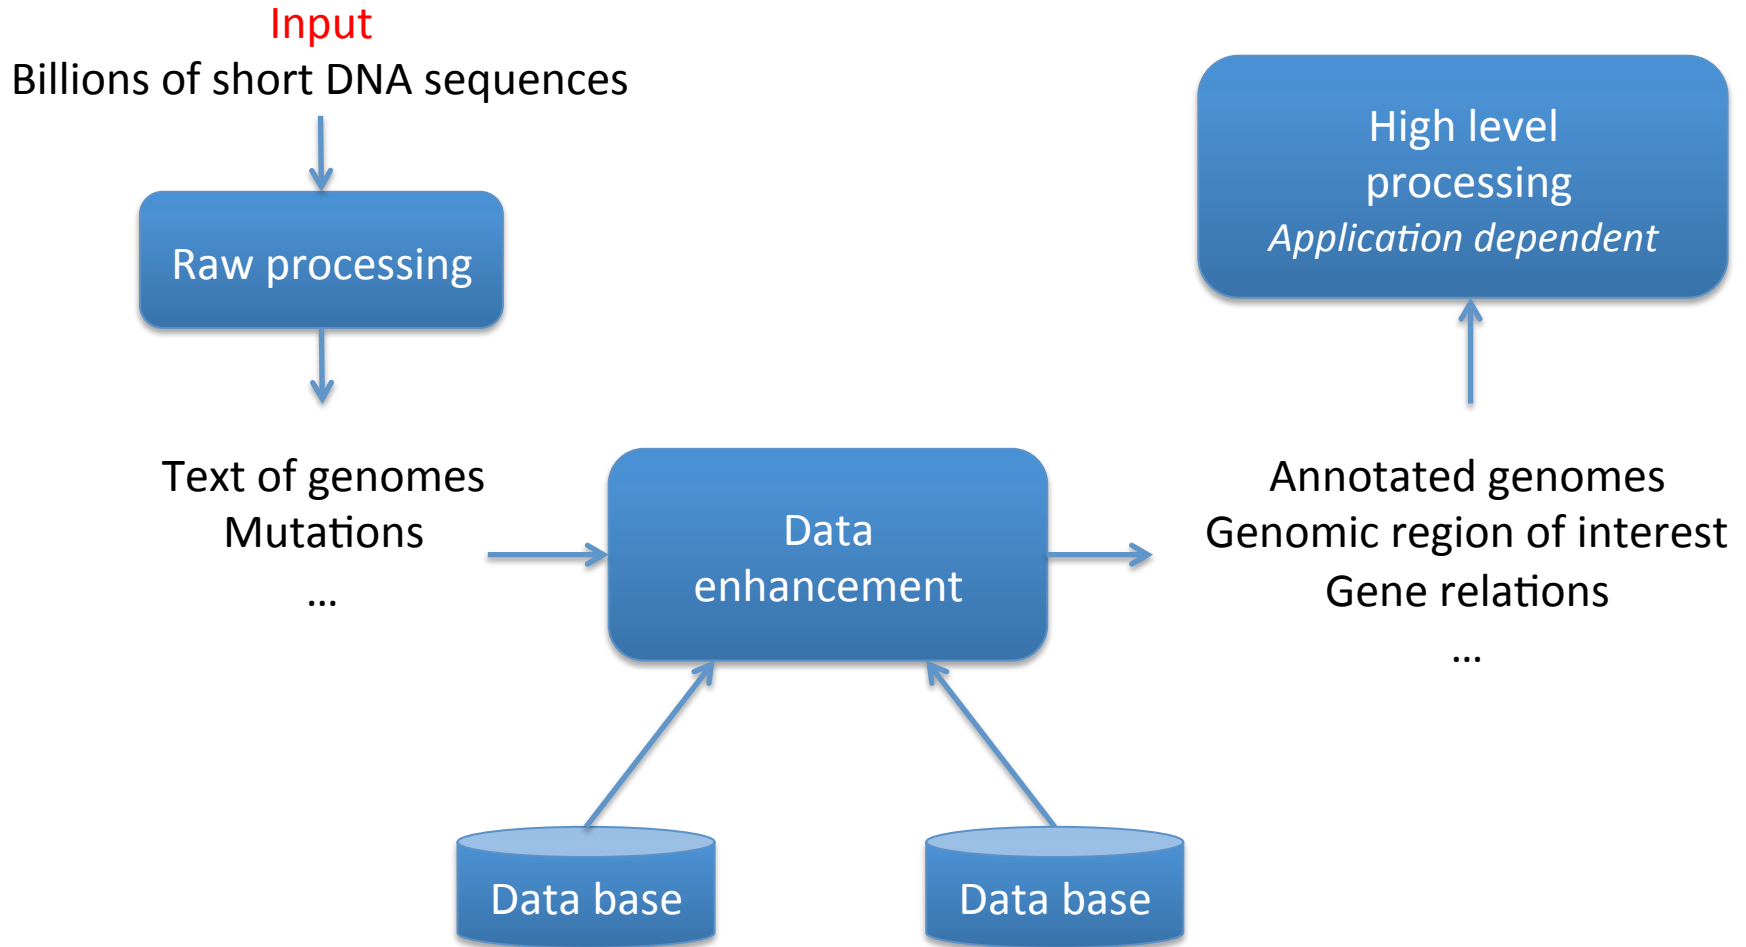 Input
Billions of short DNA sequences
Raw processing
Text of genomes
Mutations
...
Data
enhancement
Data base
Data base
Annotated genomes
Genomic region of interest
Gene relations
...
High level
processing
Application dependent